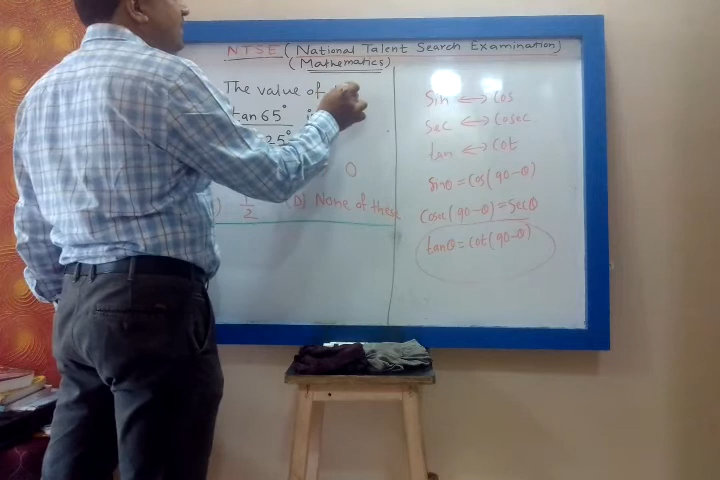 NTSE (National Talent Search Examination)
(Mathematics)
The value of
tan 65°
25°
0
1/2 (D) None of these
Sin ⟷ Cos
Sec ⟷ Cosec
tan ⟷ Cot
Sinθ = Cos(90-θ)
Cosec(90-θ) = Secθ
tanθ = Cot(90-θ)